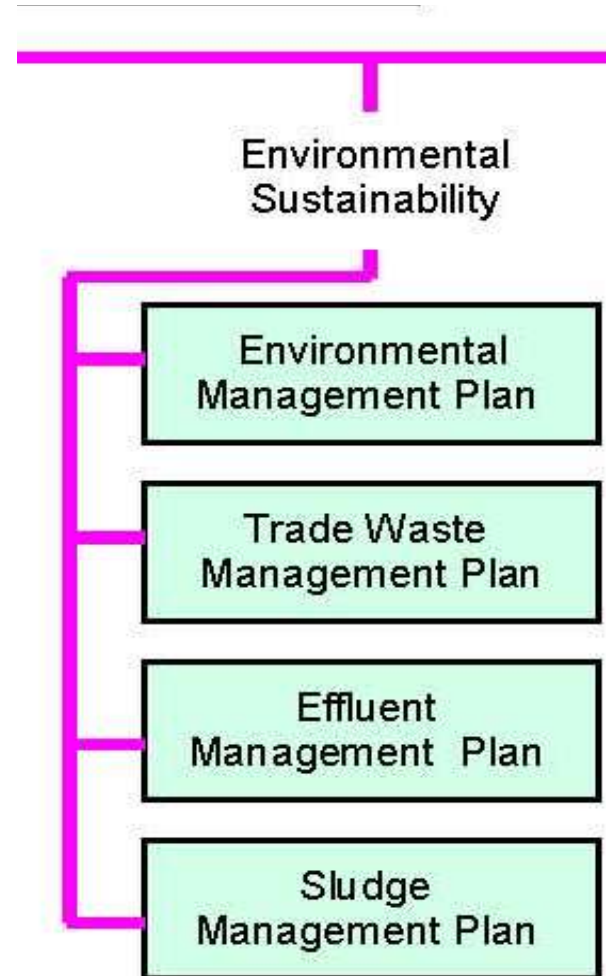 Environmental
Sustainability
Environmental
Management Plan
Trade Waste
Management Plan
Effluent
Management Plan
Sludge
Management Plan